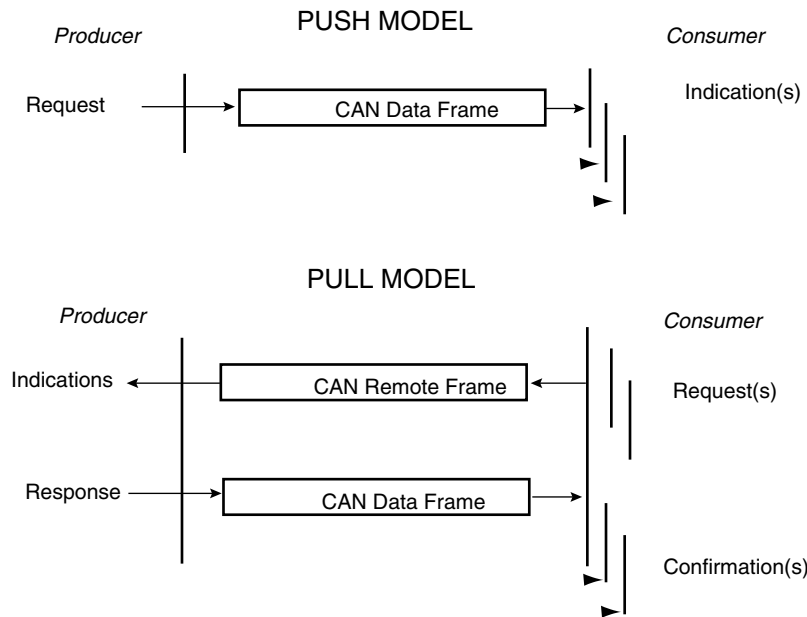 PUSH MODEL
Producer
Consumer
Request
CAN Data Frame
Indication(s)
PULL MODEL
Producer
Consumer
Indications
CAN Remote Frame
Request(s)
Response
CAN Data Frame
Confirmation(s)